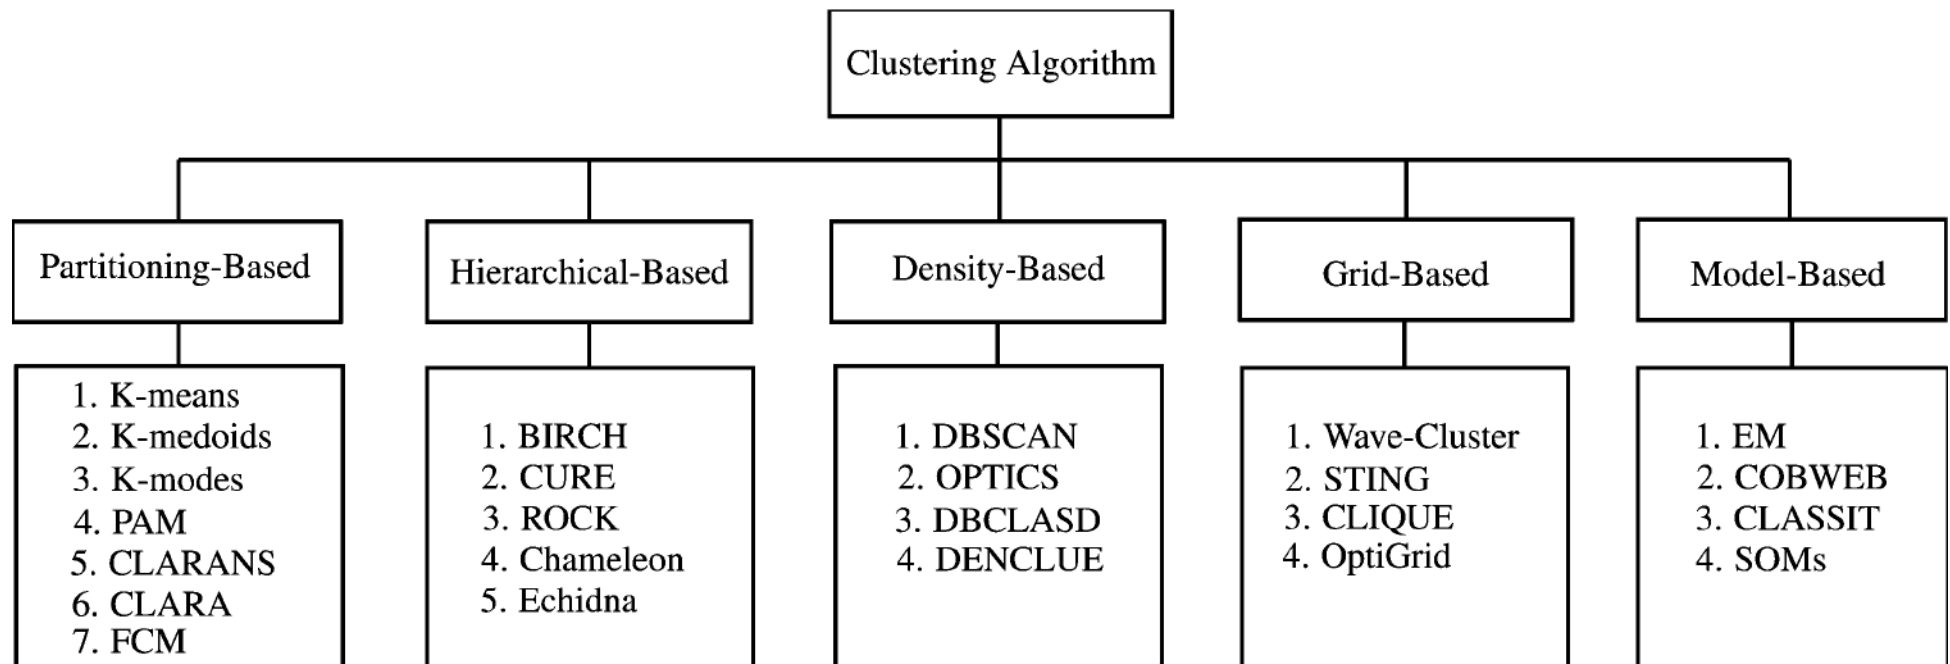 Clustering Algorithm
Partitioning-Based
Hierarchical-Based
Density-Based
Grid-Based
Model-Based
1. K-means
2. K-medoids
3. K-modes
4. PAM
5. CLARANS
6. CLARA
7. FCM
1. BIRCH
2. CURE
3. ROCK
4. Chameleon
5. Echidna
1. DBSCAN
2. OPTICS
3. DBCLASD
4. DENCLUE
1. Wave-Cluster
2. STING
3. CLIQUE
4. OptiGrid
1. EM
2. COBWEB
3. CLASSIT
4. SOMs